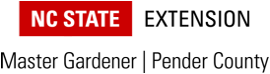 NC STATE EXTENSION
Master Gardener | Pender County